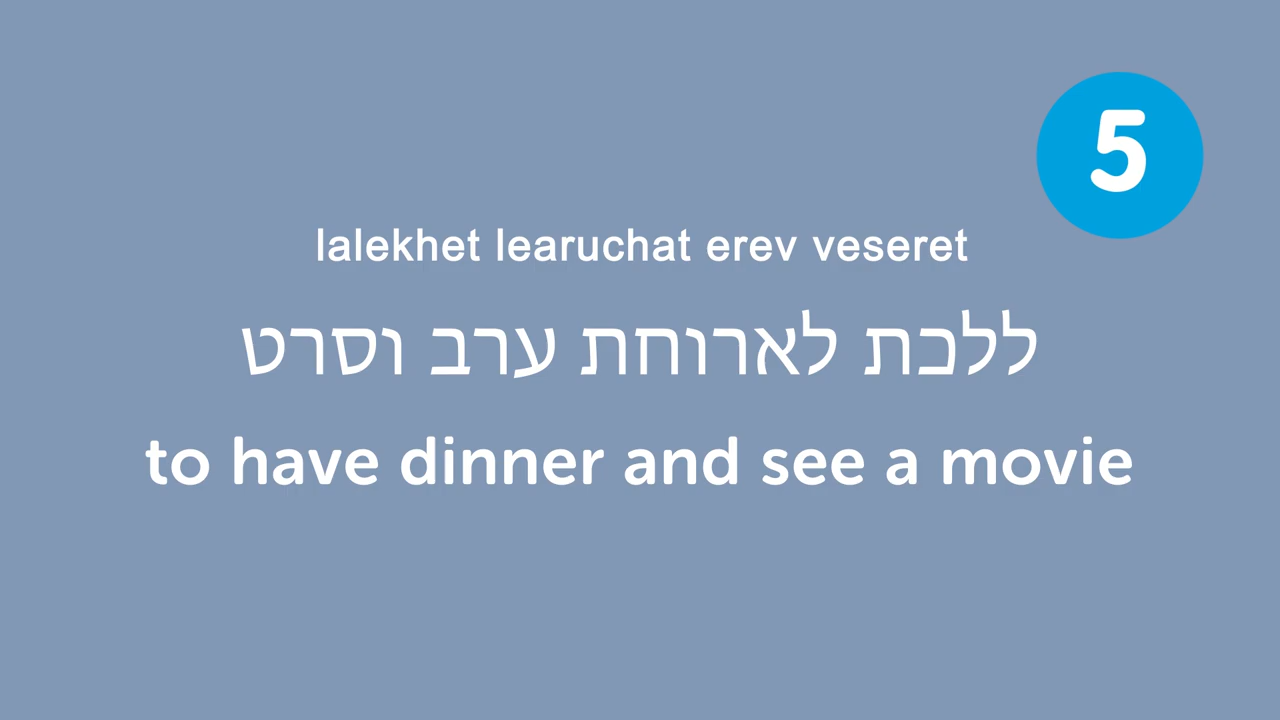 5
lalekhet learuchat erev veseret
ללכת לארוחת ערב וסרט
to have dinner and see a movie